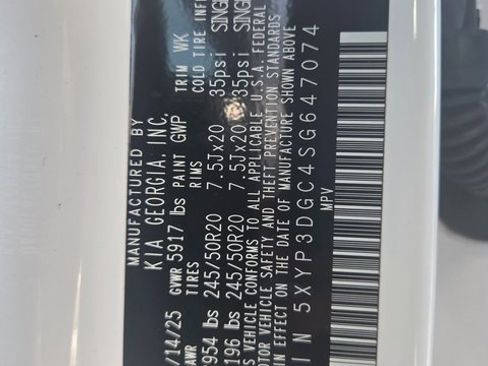 MANUFACTURED BY
KIA GEORGIA, INC.
/14/25 GVWR 5917 lbs PAINT GWP TRIM WK
AWR TIRES RIMS COLD TIRE INF
954 lbs 245/50R20 7.5Jx20 35psi SINGL
196 lbs 245/50R20 7.5Jx20 35psi SINGL
S VEHICLE CONFORMS TO ALL APPLICABLE U.S.A. FEDERAL
OTOR VEHICLE SAFETY AND THEFT PREVENTION STANDARDS
IN EFFECT ON THE DATE OF MANUFACTURE SHOWN ABOVE
IN 5XYP3DGC4SG647074
MPV